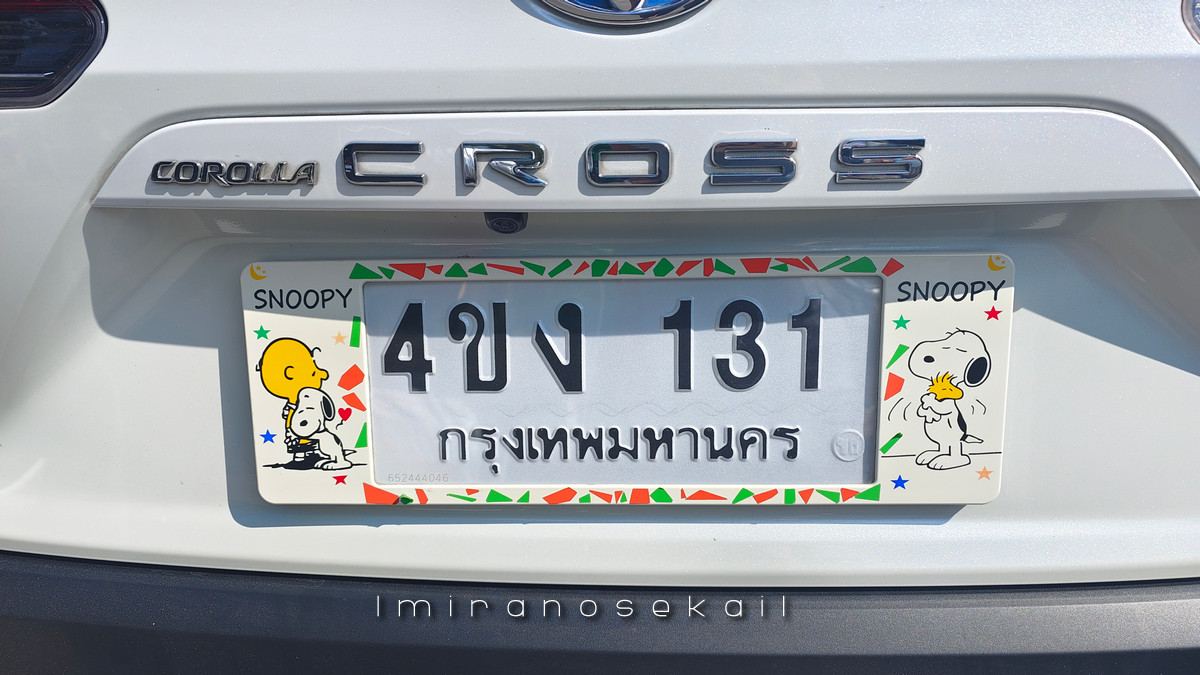 COROLLA CROSS
SNOOPY
SNOOPY
4ขง 131
กรุงเทพมหานคร
652444046
Imiranosekail